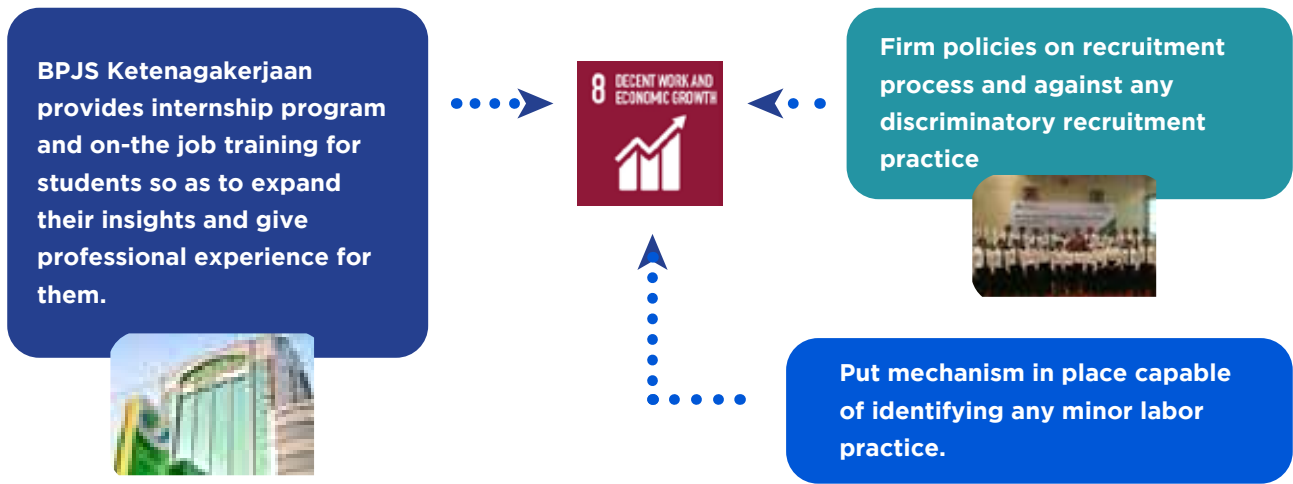 BPJS Ketenagakerjaan
provides internship program
and on-the job training for
students so as to expand
their insights and give
professional experience for
them.
8 DECENT WORK AND
ECONOMIC GROWTH
Firm policies on recruitment
process and against any
discriminatory recruitment
practice
Put mechanism in place capable
of identifying any minor labor
practice.